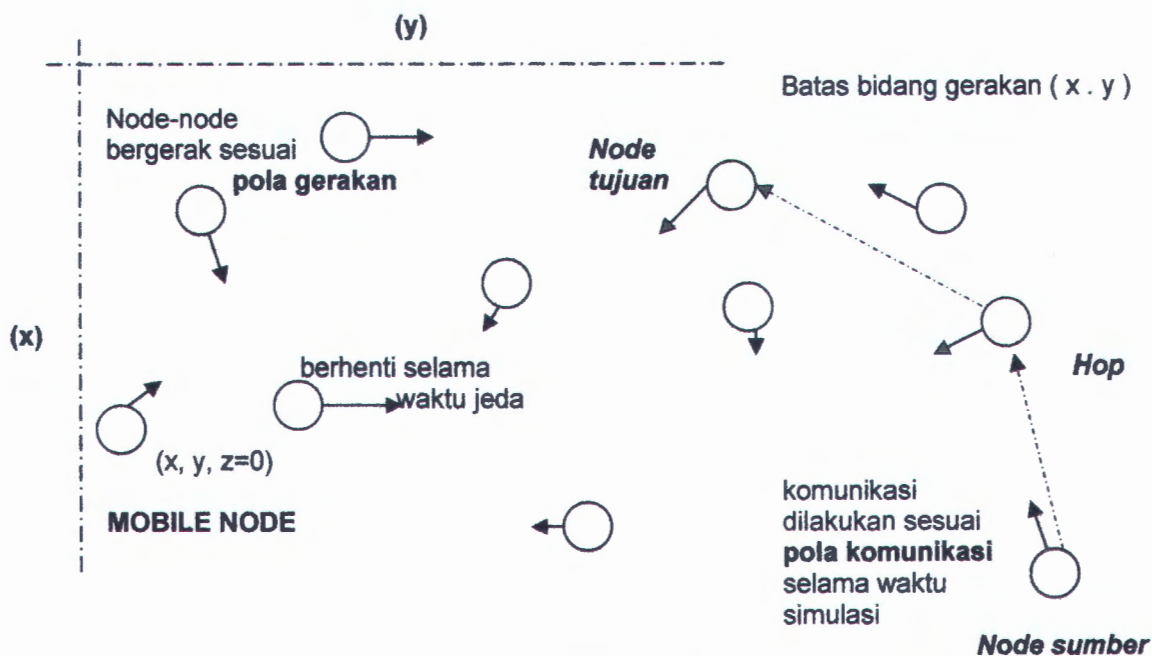 (y)
Batas bidang gerakan ( x . y )
Node-node
bergerak sesuai
pola gerakan
Node
tujuan
(x)
berhenti selama
waktu jeda
Hop
(x, y, z=0)
MOBILE NODE
komunikasi
dilakukan sesuai
pola komunikasi
selama waktu
simulasi
Node sumber